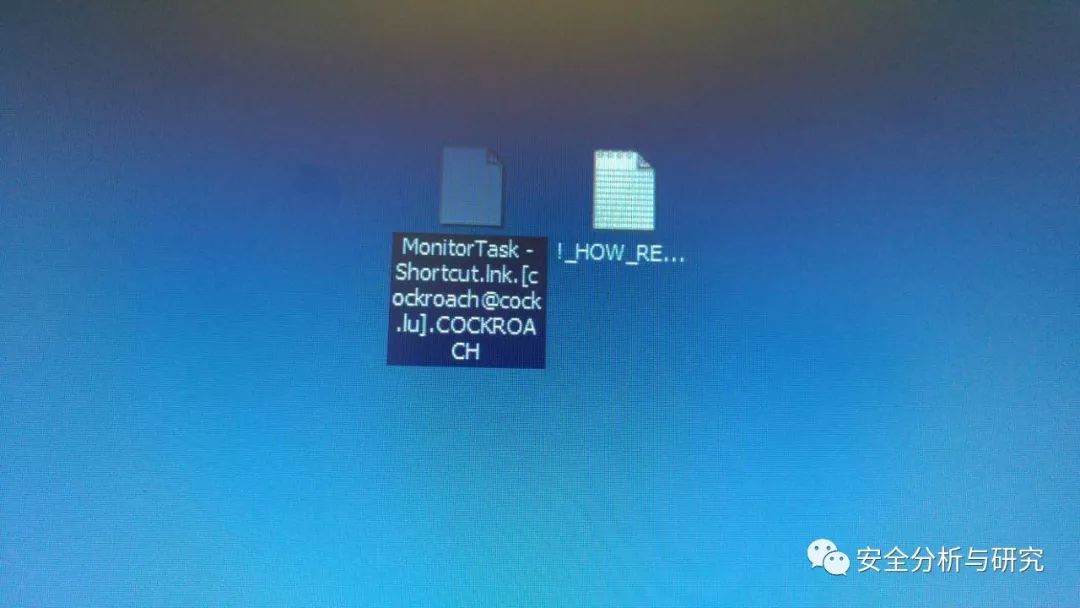 MonitorTask -
Shortcut.lnk.[c
ockroach@cock
.lu].COCKROA
CH
!_HOW_RE...
安全分析与研究